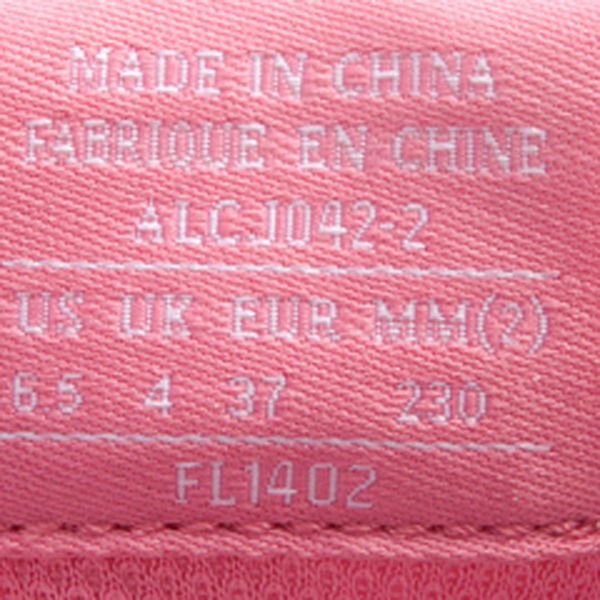 MADE IN CHINA
FABRIQUE EN CHINE
ALCJ042-2
US UK EUR MM(2)
6.5 4 37 230
FL1402